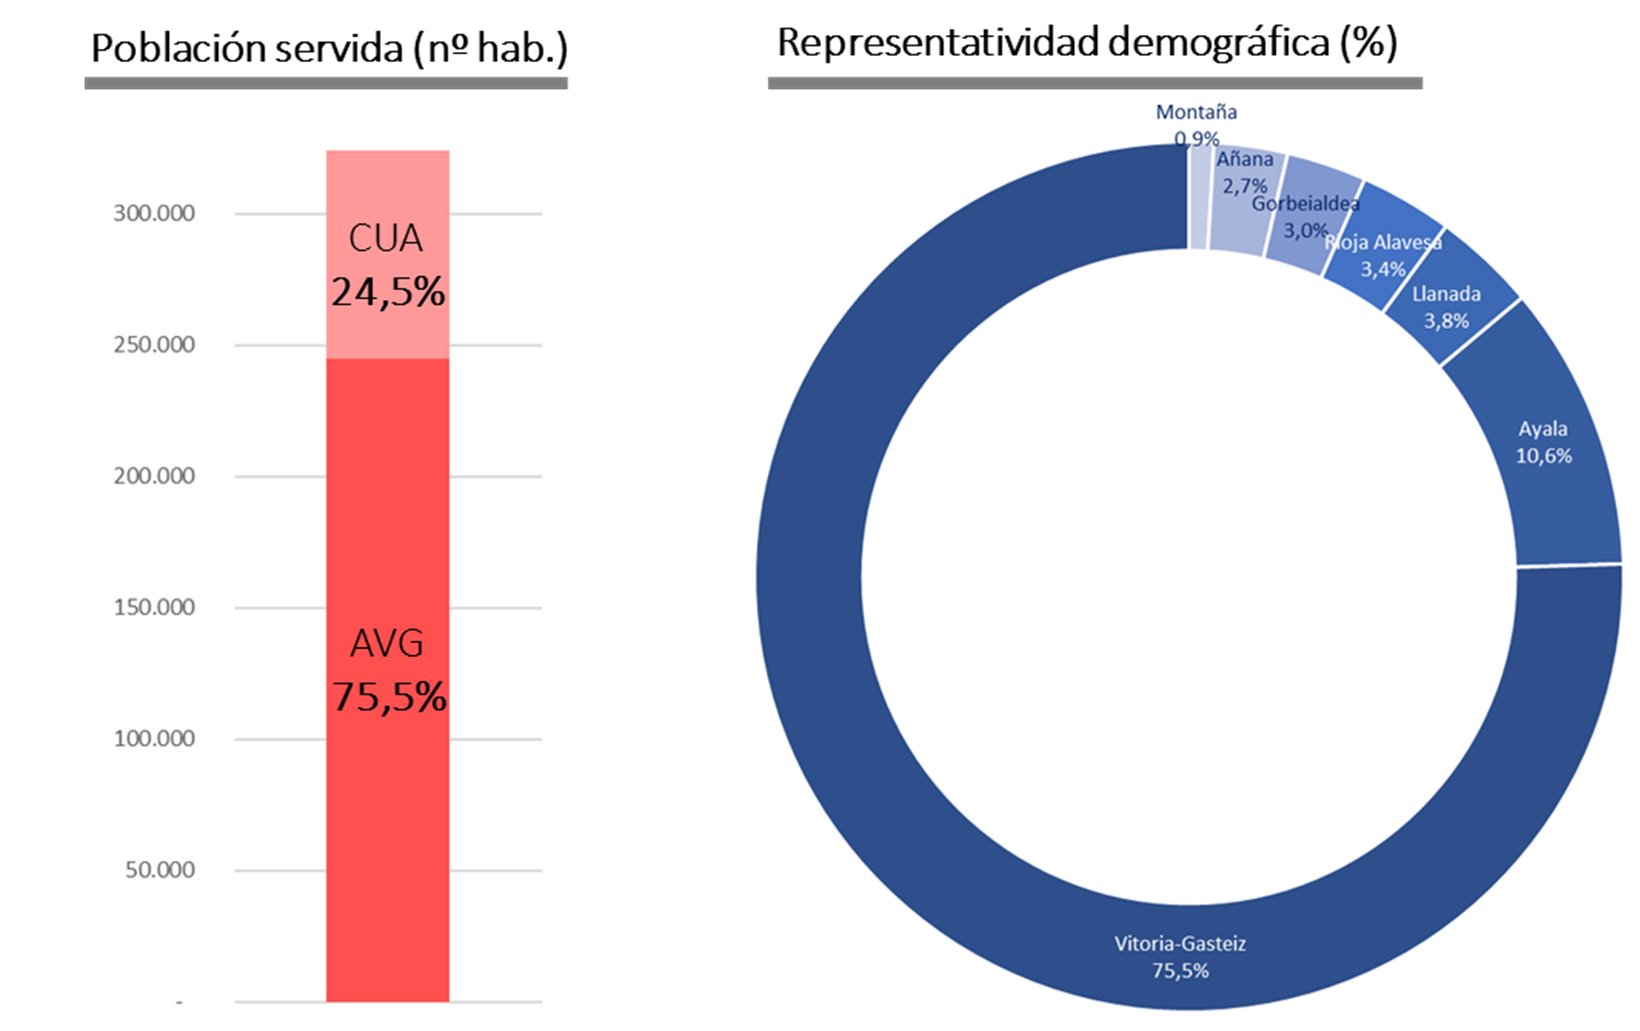 Población servida (nº hab.)
300.000
250.000
200.000
150.000
100.000
50.000
-
CUA
24,5%
AVG
75,5%
Representatividad demográfica (%)
Montaña
0,9%
Añana
2,7%
Gorbeialdea
3,0%
Rioja Alavesa
3,4%
Llanada
3,8%
Ayala
10,6%
Vitoria-Gasteiz
75,5%